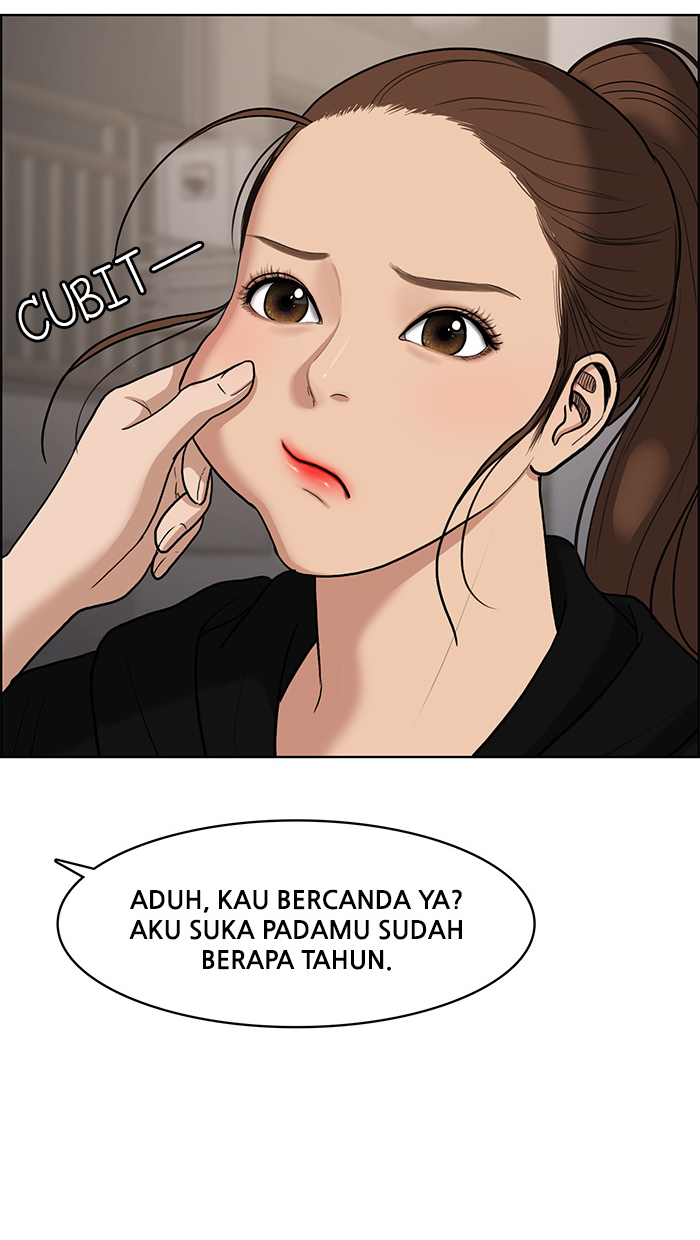 CUBIT—
ADUH, KAU BERCANDA YA?
AKU SUKA PADAMU SUDAH
BERAPA TAHUN.